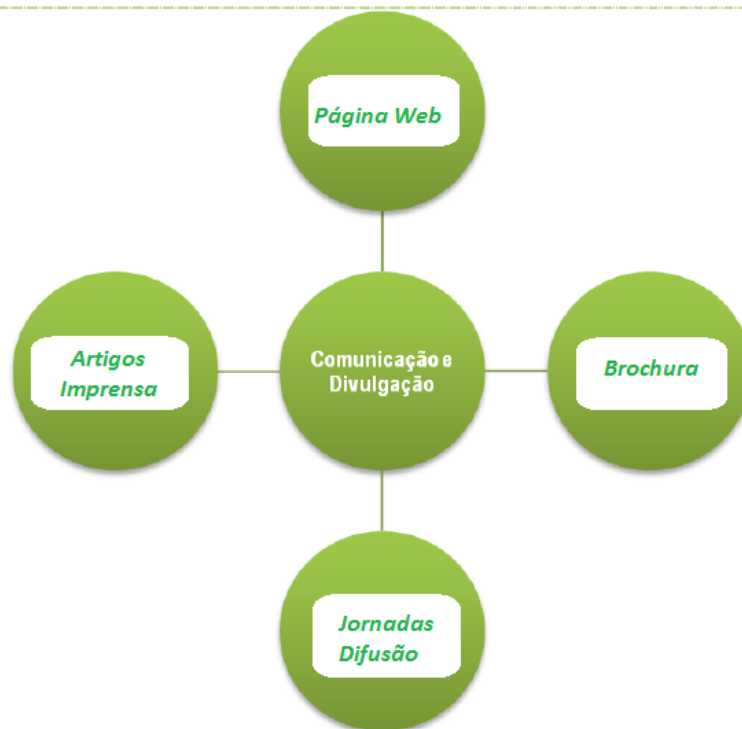 Página Web
Artigos
Imprensa
Comunicação e
Divulgação
Brochura
Jornadas
Difusão